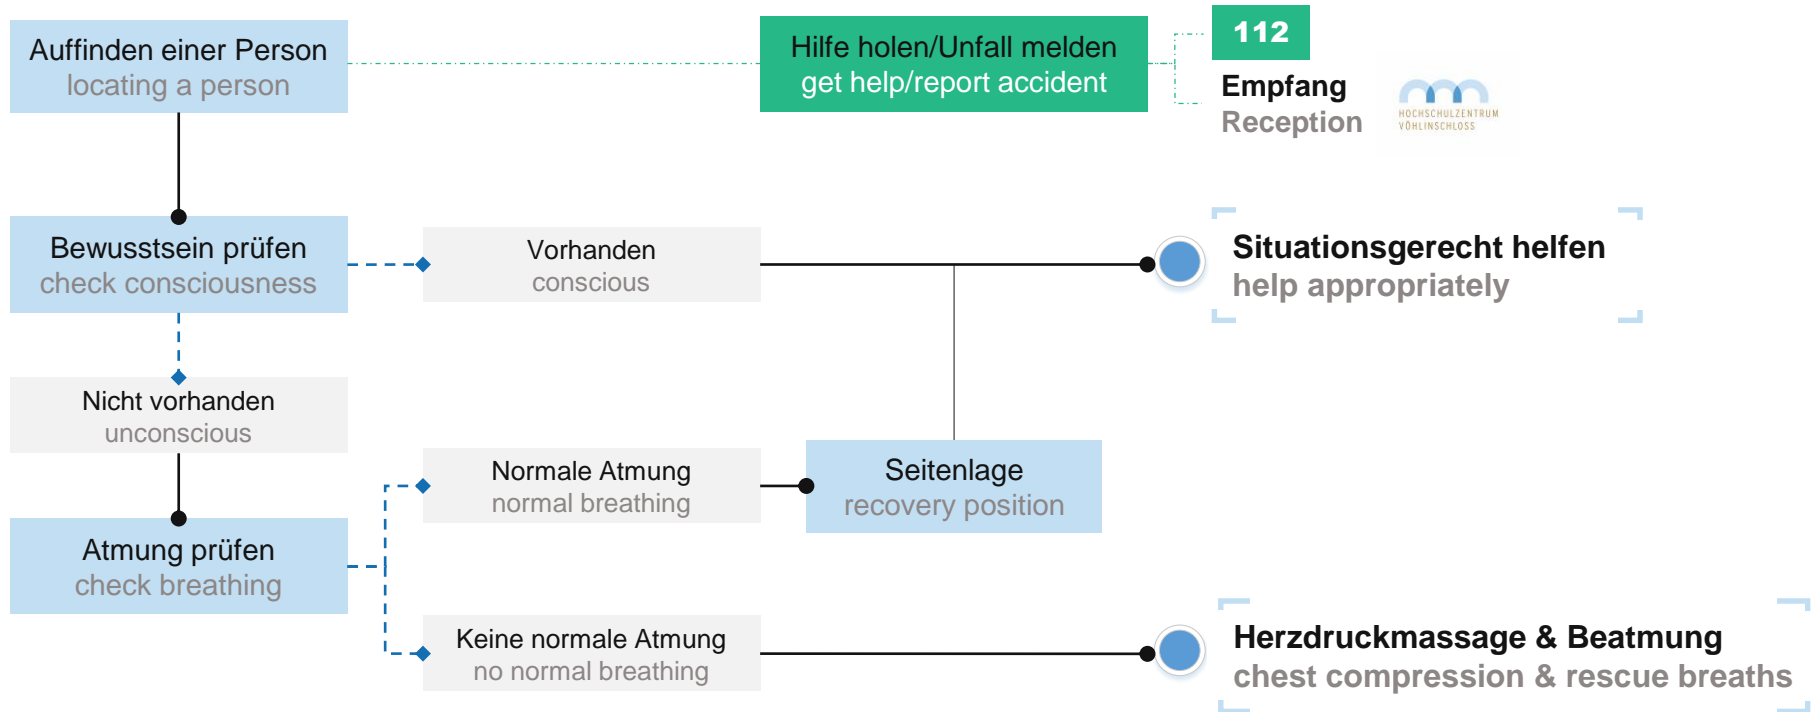 Auffinden einer Person
locating a person
Hilfe holen/Unfall melden
get help/report accident
112
Empfang
Reception
HOCHSCHULZENTRUM
VÖHLINSCHLOSS
Bewusstsein prüfen
check consciousness
Vorhanden
conscious
Situationsgerecht helfen
help appropriately
Nicht vorhanden
unconscious
Normale Atmung
normal breathing
Seitenlage
recovery position
Atmung prüfen
check breathing
Keine normale Atmung
no normal breathing
Herzdruckmassage & Beatmung
chest compression & rescue breaths